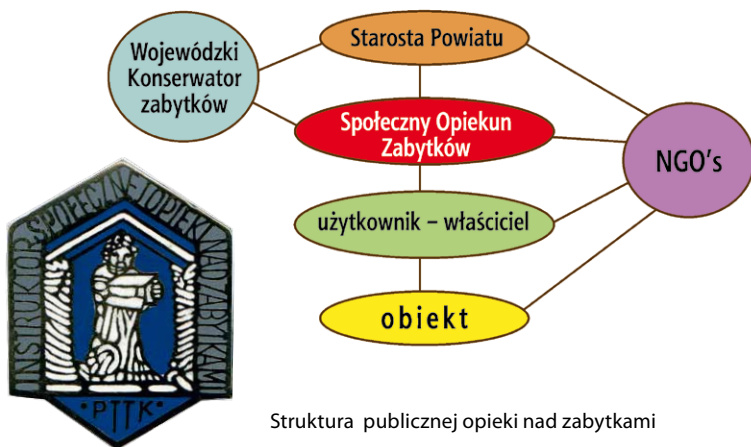 Wojewódzki
Konserwator
zabytków
Starosta Powiatu
Społeczny Opiekun
Zabytków
NGO's
użytkownik – właściciel
obiekt
INSTRUKTOR SPOŁECZNEJ OPIEKI NAD ZABYTKAMI
• PTTK •
Struktura publicznej opieki nad zabytkami